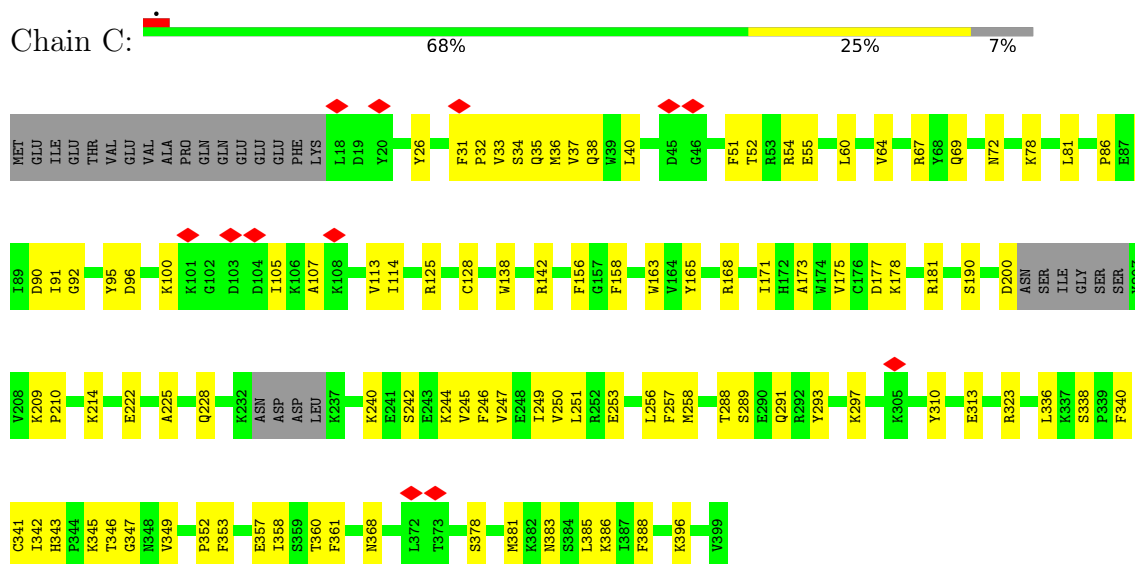 Chain C:
68% 25% 7%
MET GLU ILE GLU THR VAL GLU VAL ALA PRO GLN GLN GLU GLU PHE LYS L18 D19 Y20 Y26 F31 P32 V33 S34 Q35 M36 V37 Q38 W39 L40 D45 G46 F51 T52 R53 R54 E55 L60 V64 R67 Y68 Q69 N72 K78 L81 P86 E87
I89 D90 I91 G92 Y95 D96 K100 K101 G102 D103 D104 I105 K106 A107 K108 V113 I114 R125 C128 W138 R142 F156 G157 F158 W163 V164 Y165 R168 I171 H172 A173 W174 V175 G176 D177 K178 R181 S190 D200 ASN SER ILE GLY SER SER
V208 K209 P210 K214 E222 A225 Q228 K232 ASN ASP ASP LEU K237 K240 E241 S242 E243 K244 V245 F246 V247 E248 I249 V250 L251 R252 E253 L256 F257 M258 T288 S289 E290 Q291 R292 Y293 K297 K305 Y310 E313 R323 L336 K337 S338 P339 F340
C341 I342 H343 P344 K345 T346 G347 N348 V349 P352 F353 E357 I358 S359 T360 F361 N368 L372 T373 S378 M381 K382 N383 S384 L385 K386 I387 F388 K396 V399